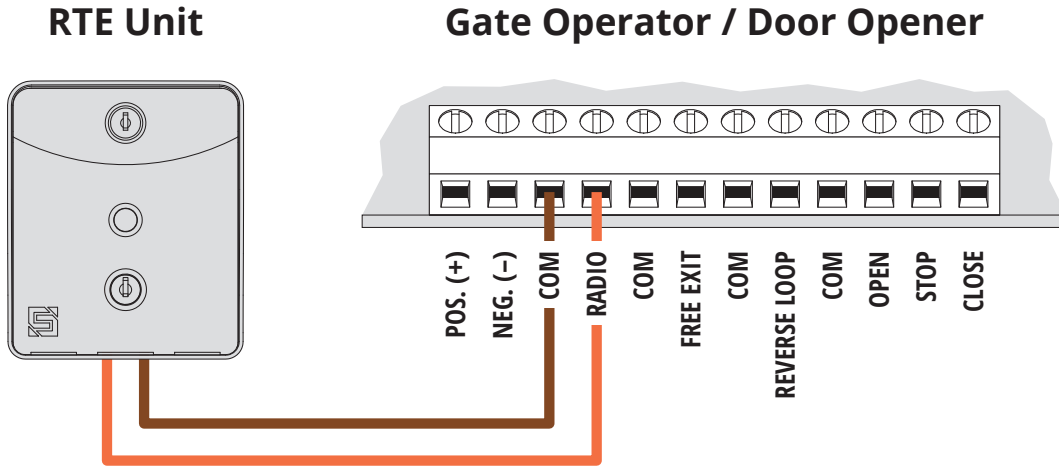 RTE Unit
Gate Operator / Door Opener
POS. (+)
NEG. (−)
COM
RADIO
COM
FREE EXIT
COM
REVERSE LOOP
COM
OPEN
STOP
CLOSE